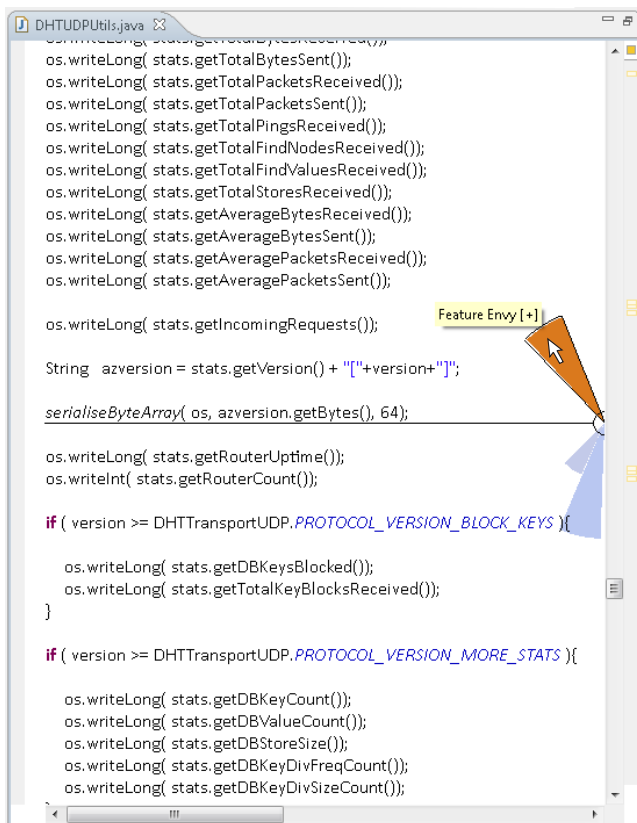 DHTUDPUtils.java
os.writeLong( stats.getTotalBytesReceived());
os.writeLong( stats.getTotalBytesSent());
os.writeLong( stats.getTotalPacketsReceived());
os.writeLong( stats.getTotalPacketsSent());
os.writeLong( stats.getTotalPingsReceived());
os.writeLong( stats.getTotalFindNodesReceived());
os.writeLong( stats.getTotalFindValuesReceived());
os.writeLong( stats.getTotalStoresReceived());
os.writeLong( stats.getAverageBytesReceived());
os.writeLong( stats.getAverageBytesSent());
os.writeLong( stats.getAveragePacketsReceived());
os.writeLong( stats.getAveragePacketsSent());
Feature Envy [+]
os.writeLong( stats.getIncomingRequests());
String azversion = stats.getVersion() + "["+version+"]";
serialiseByteArray( os, azversion.getBytes(), 64);
os.writeLong( stats.getRouterUptime());
os.writeInt( stats.getRouterCount());
if ( version >= DHTTransportUDP.PROTOCOL_VERSION_BLOCK_KEYS ){
os.writeLong( stats.getDBKeysBlocked());
os.writeLong( stats.getTotalKeyBlocksReceived());
}
if ( version >= DHTTransportUDP.PROTOCOL_VERSION_MORE_STATS ){
os.writeLong( stats.getDBKeyCount());
os.writeLong( stats.getDBValueCount());
os.writeLong( stats.getDBStoreSize());
os.writeLong( stats.getDBKeyDivFreqCount());
os.writeLong( stats.getDBKeyDivSizeCount());